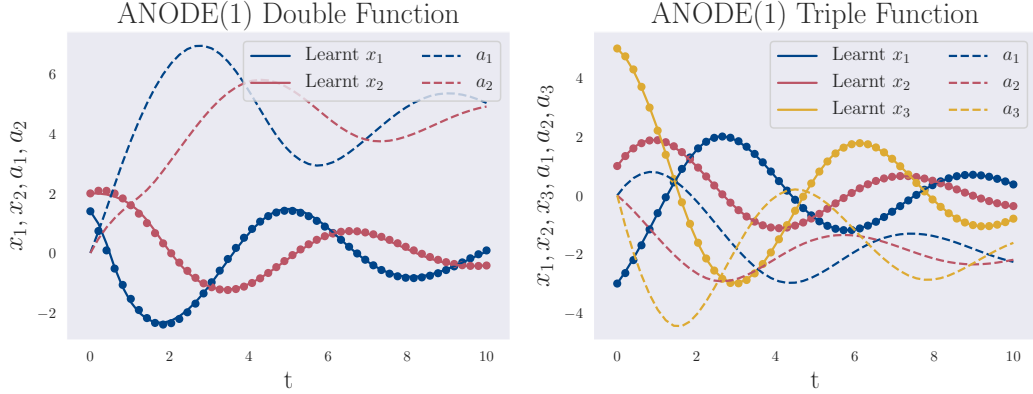 ANODE(1) Double Function
x₁, x₂, a₁, a₂
6
4
2
0
−2
Learnt x₁
Learnt x₂
a₁
a₂
0
2
4
6
8
10
t
ANODE(1) Triple Function
x₁, x₂, x₃, a₁, a₂, a₃
4
2
0
−2
−4
Learnt x₁
Learnt x₂
Learnt x₃
a₁
a₂
a₃
0
2
4
6
8
10
t